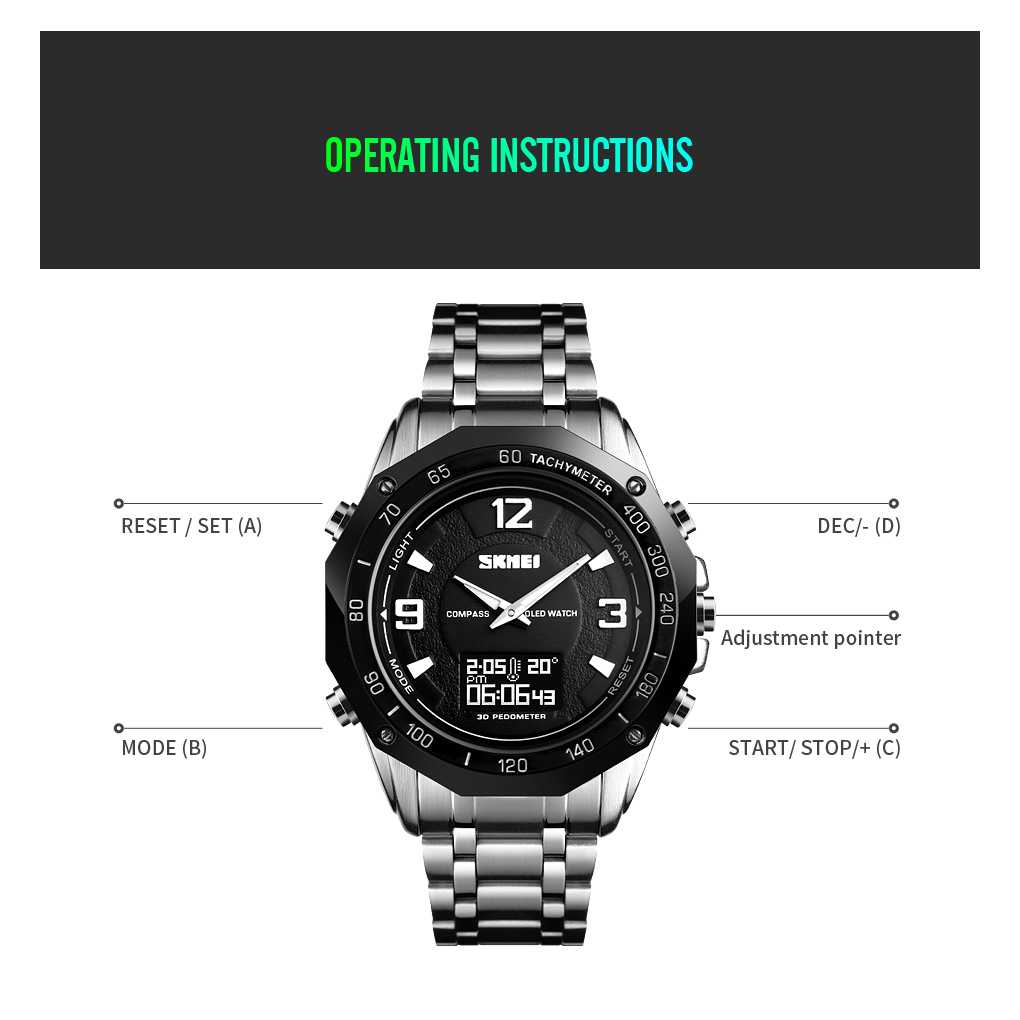 OPERATING INSTRUCTIONS
60 TACHYMETER
65
70
400
12
LIGHT
START
300
SKMEI
80
9
COMPASS
OLED WATCH
3
240
2-05 20°
PM
06:06 43
3D PEDOMETER
MODE
RESET
90
180
100
120
140
RESET / SET (A)
DEC/- (D)
Adjustment pointer
MODE (B)
START/ STOP/+ (C)